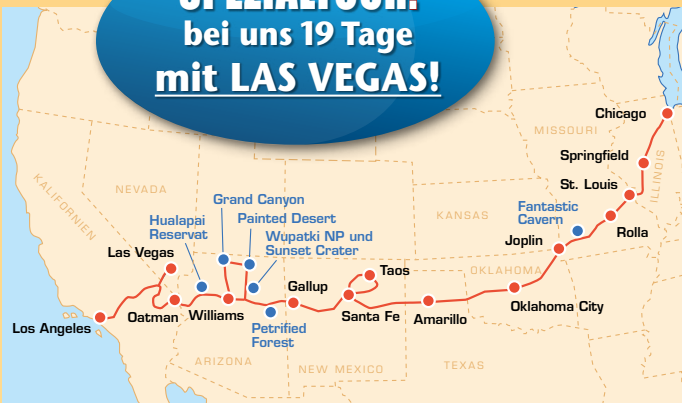 SPEZIALTOUR:
bei uns 19 Tage
mit LAS VEGAS!
Chicago
MISSOURI
Springfield
ILLINOIS
St. Louis
KALIFORNIEN
NEVADA
Grand Canyon
Fantastic
Cavern
Hualapai
Reservat
Painted Desert
KANSAS
Rolla
Wupatki NP und
Sunset Crater
Joplin
Las Vegas
Taos
OKLAHOMA
Gallup
Los Angeles
Oatman
Williams
Santa Fe
Amarillo
Oklahoma City
Petrified
Forest
ARIZONA
NEW MEXICO
TEXAS